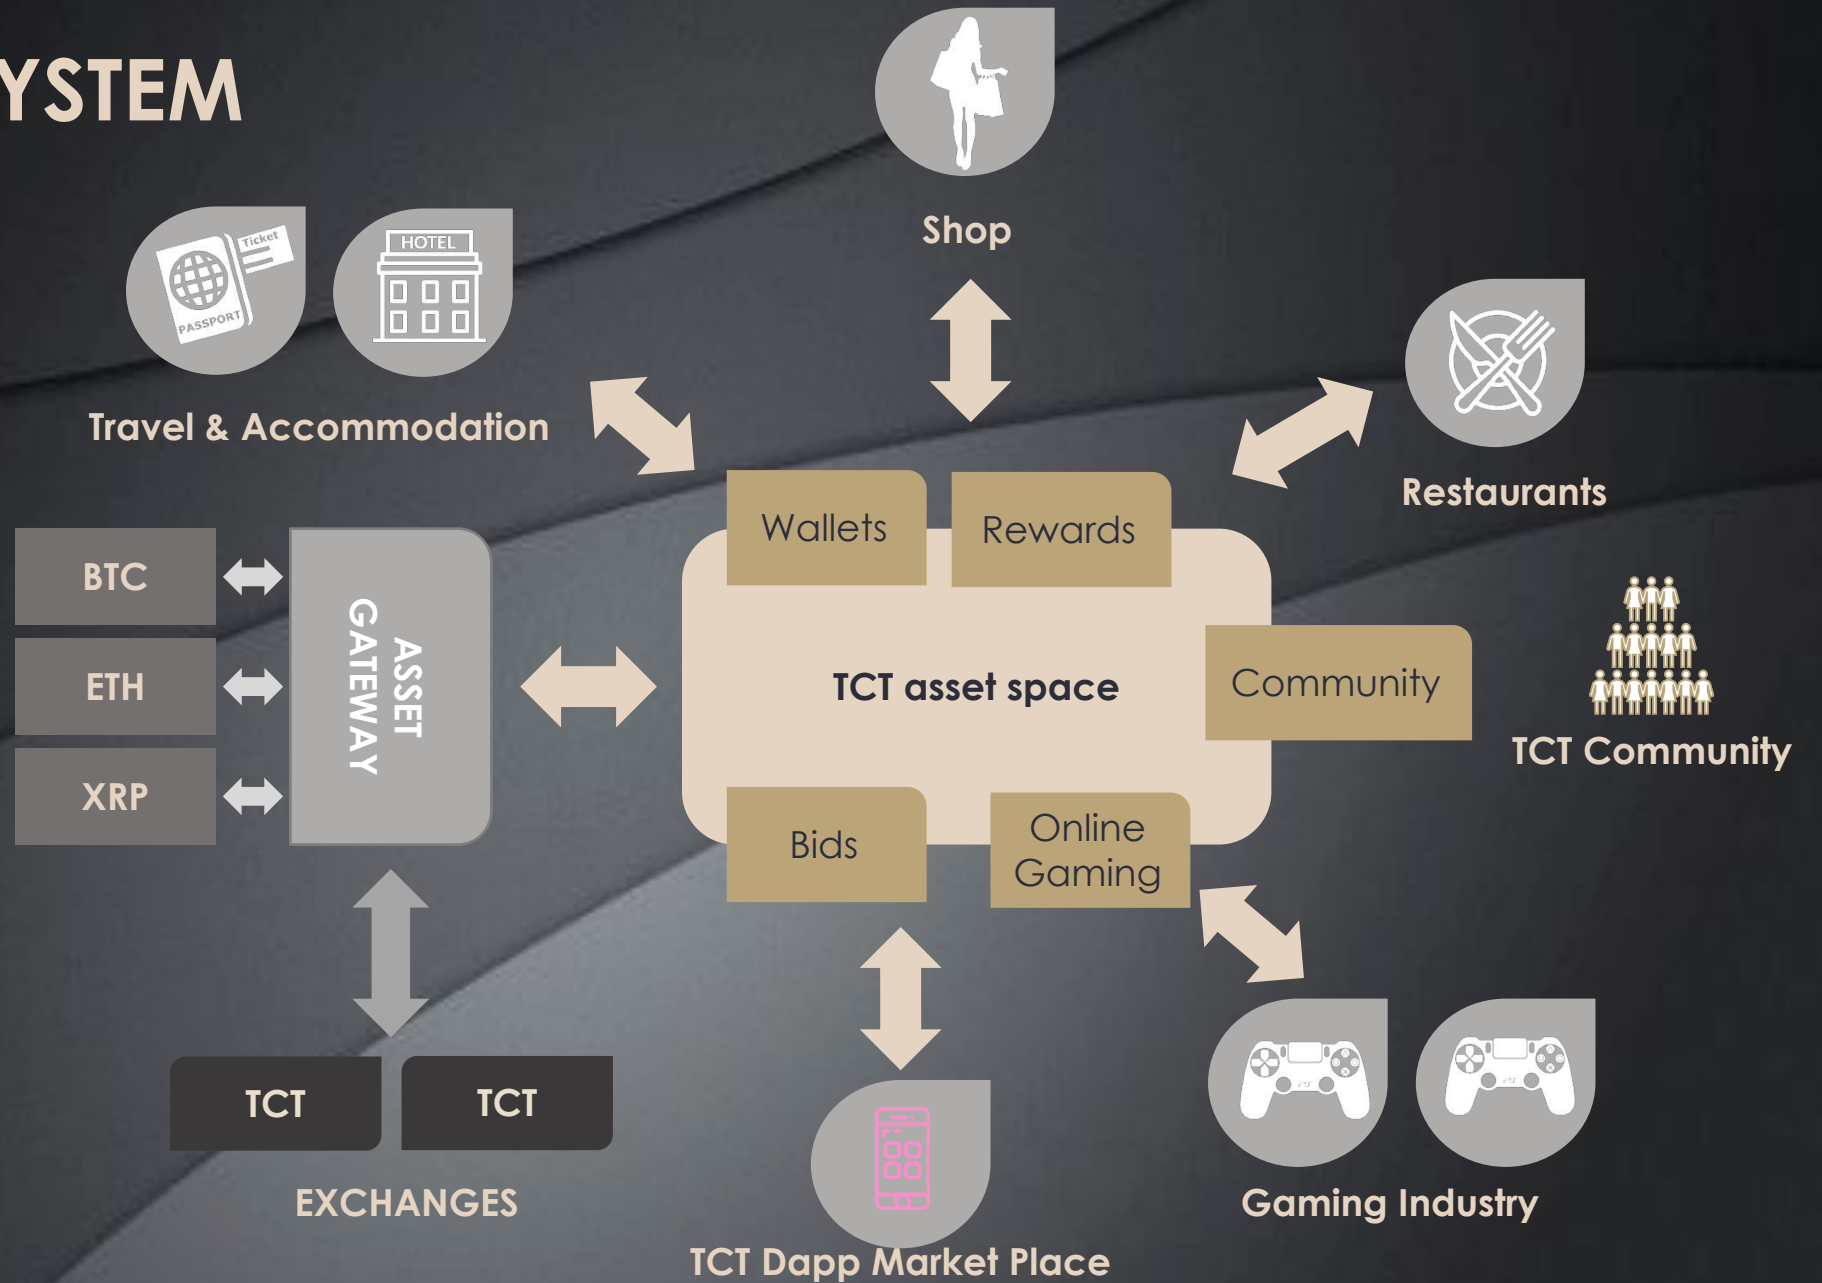 YSTEM
Shop
Ticket
PASSPORT
HOTEL
Travel & Accommodation
Restaurants
Wallets
Rewards
BTC
ETH
XRP
ASSET
GATEWAY
TCT asset space
Community
TCT Community
Bids
Online
Gaming
TCT
TCT
EXCHANGES
TCT Dapp Market Place
Gaming Industry